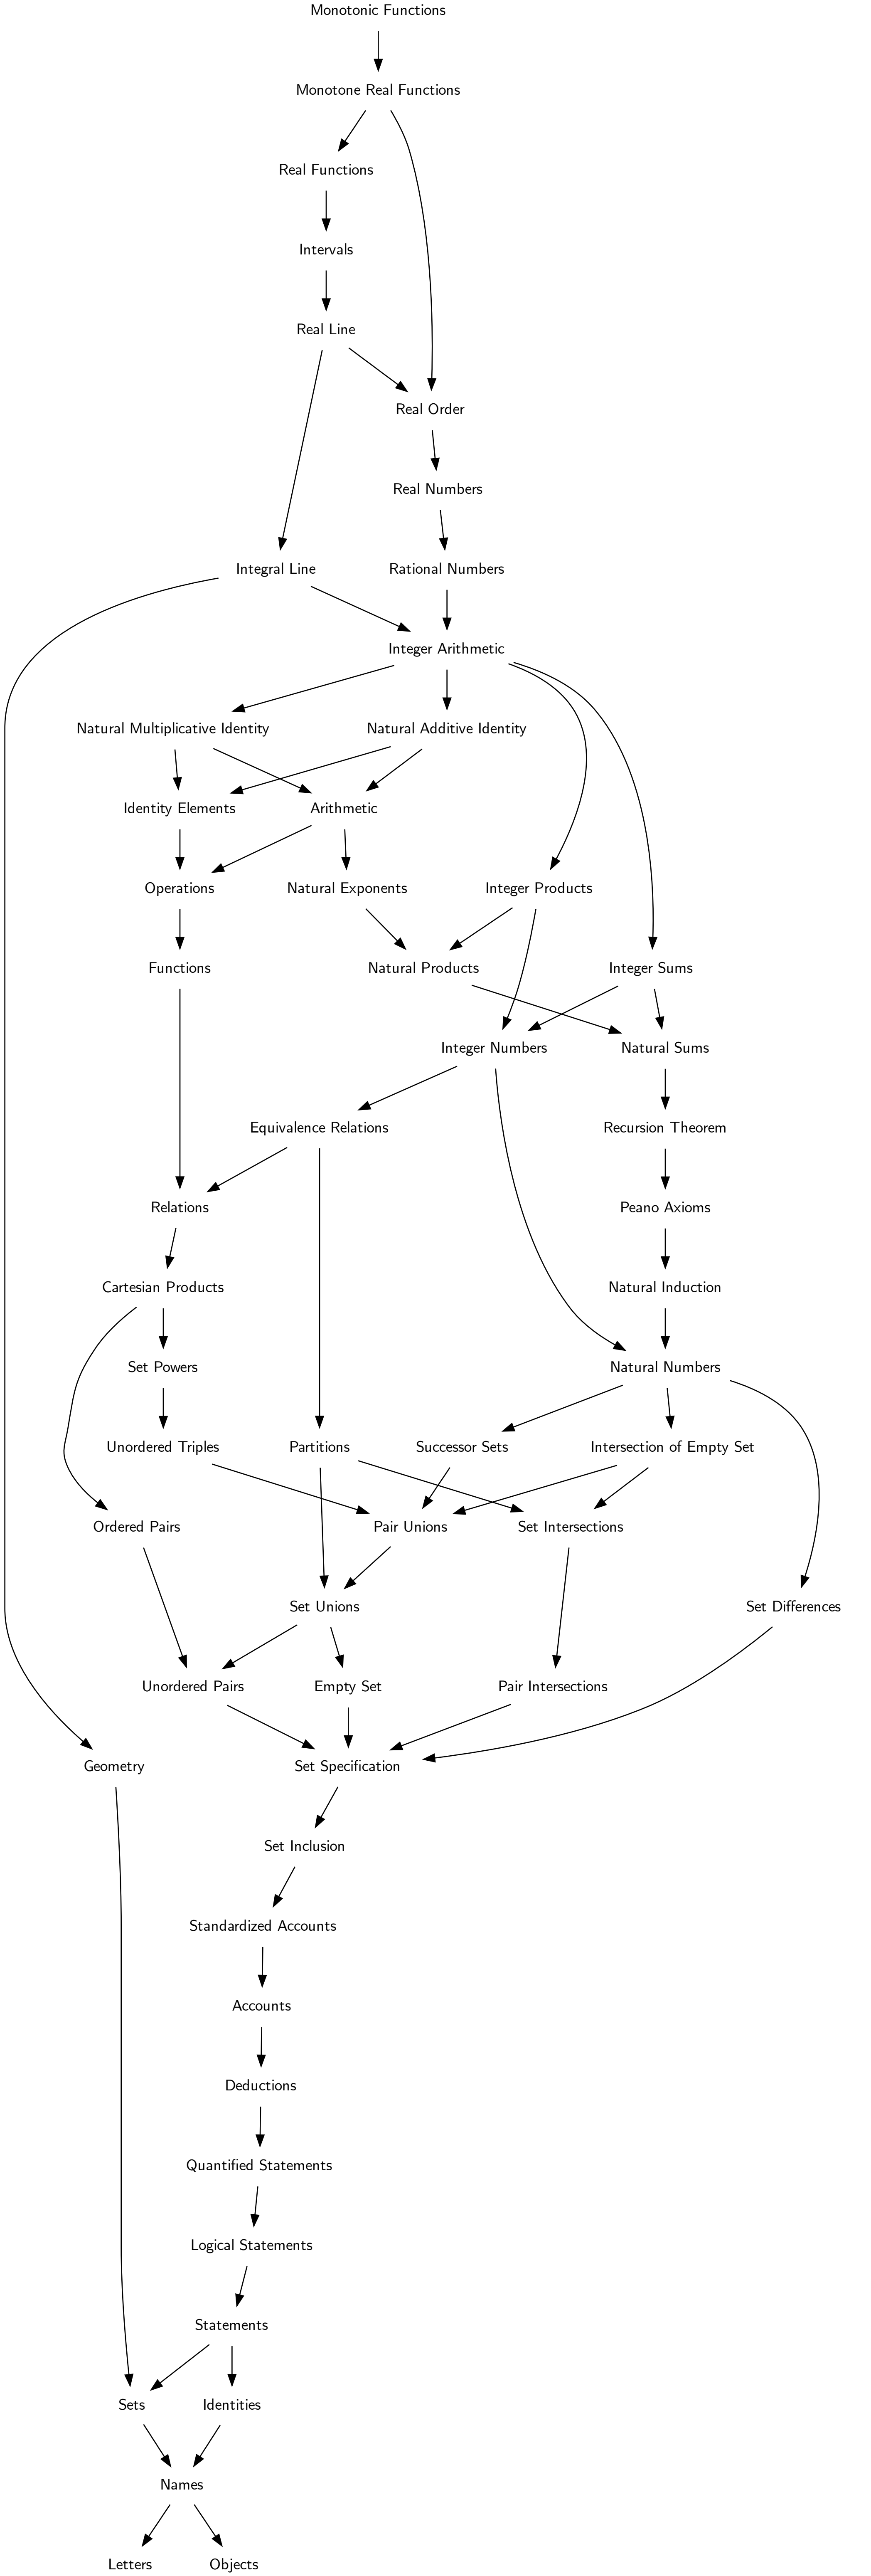 Monotonic Functions
Monotone Real Functions
Real Functions
Intervals
Real Line
Real Order
Real Numbers
Integral Line
Rational Numbers
Integer Arithmetic
Natural Multiplicative Identity
Natural Additive Identity
Identity Elements
Arithmetic
Operations
Natural Exponents
Integer Products
Functions
Natural Products
Integer Sums
Integer Numbers
Natural Sums
Equivalence Relations
Recursion Theorem
Relations
Peano Axioms
Cartesian Products
Natural Induction
Set Powers
Natural Numbers
Unordered Triples
Partitions
Successor Sets
Intersection of Empty Set
Ordered Pairs
Pair Unions
Set Intersections
Set Unions
Set Differences
Unordered Pairs
Empty Set
Pair Intersections
Geometry
Set Specification
Set Inclusion
Standardized Accounts
Accounts
Deductions
Quantified Statements
Logical Statements
Statements
Sets
Identities
Names
Letters
Objects